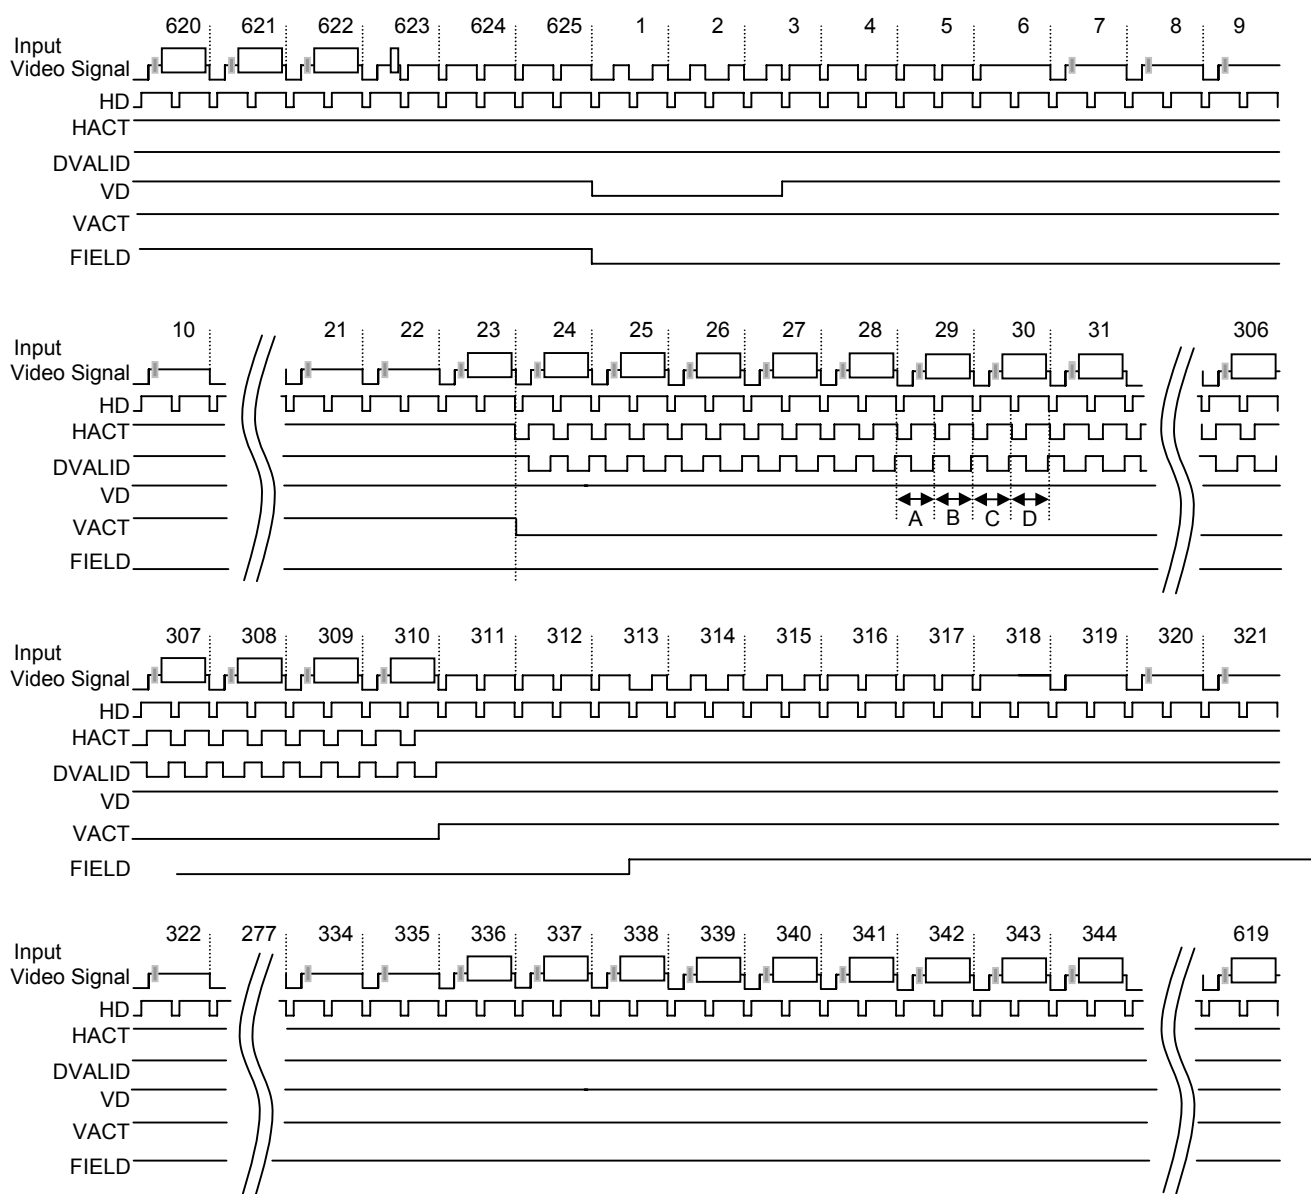 620 621 622 623 624 625 1 2 3 4 5 6 7 8 9
Input
Video Signal
HD
HACT
DVALID
VD
VACT
FIELD
10 21 22 23 24 25 26 27 28 29 30 31 306
Input
Video Signal
HD
HACT
DVALID
VD
A B C D
VACT
FIELD
307 308 309 310 311 312 313 314 315 316 317 318 319 320 321
Input
Video Signal
HD
HACT
DVALID
VD
VACT
FIELD
322 277 334 335 336 337 338 339 340 341 342 343 344 619
Input
Video Signal
HD
HACT
DVALID
VD
VACT
FIELD